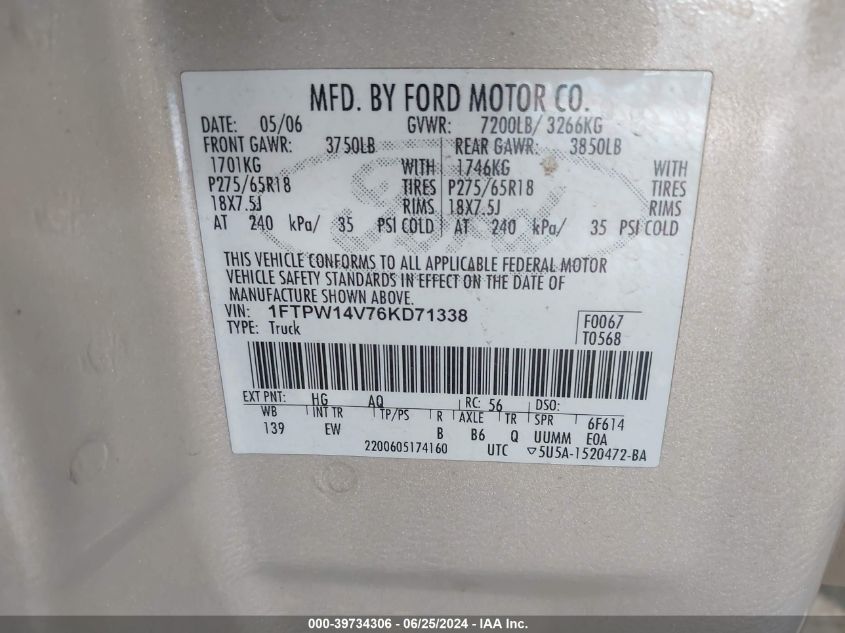 MFD. BY FORD MOTOR CO.
DATE: 05/06 GVWR: 7200LB/ 3266KG
FRONT GAWR: 3750LB REAR GAWR: 3850LB
1701KG WITH 1746KG WITH
P275/65R18 TIRES P275/65R18 TIRES
18X7.5J RIMS 18X7.5J RIMS
AT 240 kPa/ 35 PSI COLD AT 240 kPa/ 35 PSI COLD
Ford
THIS VEHICLE CONFORMS TO ALL APPLICABLE FEDERAL MOTOR
VEHICLE SAFETY STANDARDS IN EFFECT ON THE DATE OF
MANUFACTURE SHOWN ABOVE.
VIN: 1FTPW14V76KD71338
TYPE: Truck
F0067
T0568
EXT PNT: HG AQ RC: 56 DSO:
WB INT TR TP/PS R AXLE TR SPR 6F614
139 EW B B6 Q UUMM E0A
2200605174160 UTC ▽5U5A-1520472-BA
000-39734306 - 06/25/2024 - IAA Inc.